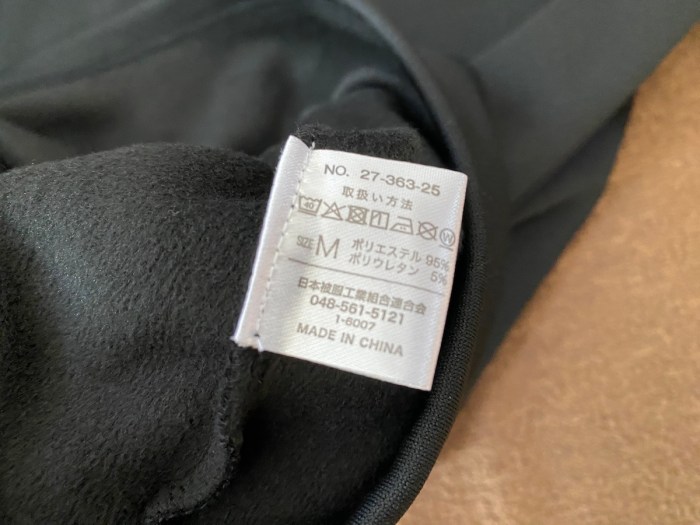 NO. 27-363-25
取扱い方法
40
SIZE M ポリエステル 95%
ポリウレタン 5%
日本被服工業組合連合会
048-561-5121
1-6007
MADE IN CHINA